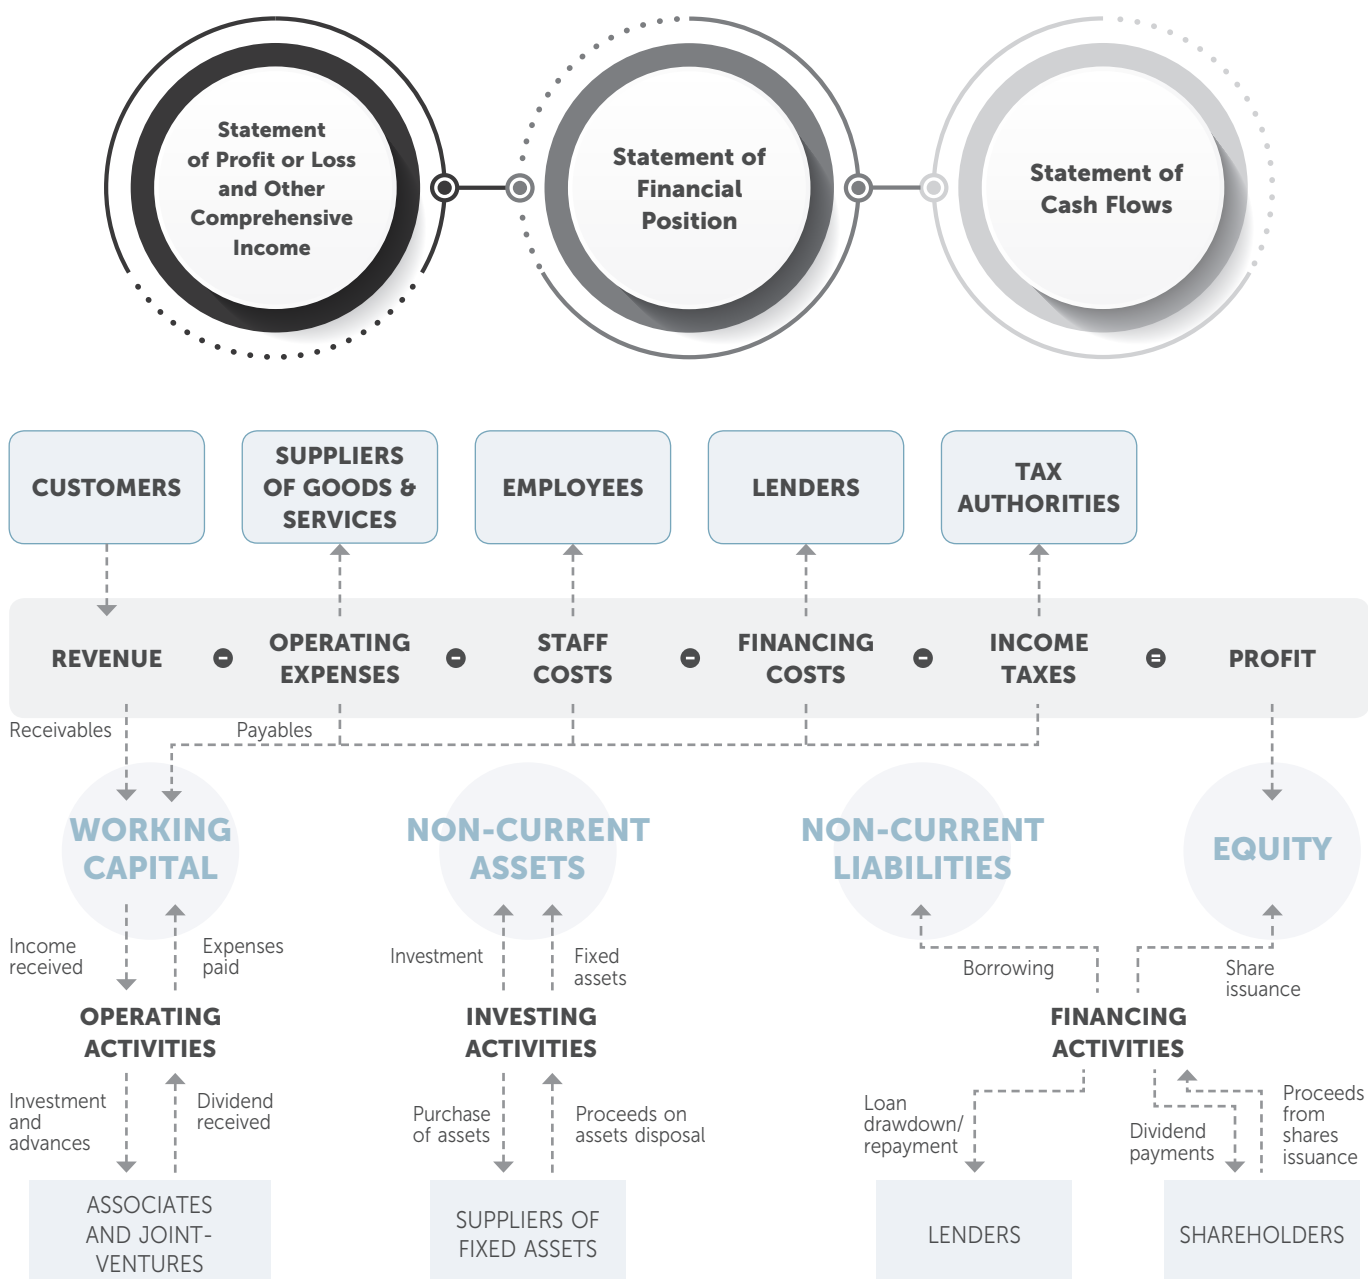 Statement
of Profit or Loss
and Other
Comprehensive
Income
Statement of
Financial
Position
Statement of
Cash Flows
CUSTOMERS
SUPPLIERS
OF GOODS &
SERVICES
EMPLOYEES
LENDERS
TAX
AUTHORITIES
REVENUE
-
OPERATING
EXPENSES
-
STAFF
COSTS
-
FINANCING
COSTS
-
INCOME
TAXES
=
PROFIT
Receivables
Payables
WORKING
CAPITAL
NON-CURRENT
ASSETS
NON-CURRENT
LIABILITIES
EQUITY
Income
received
Expenses
paid
Investment
Fixed
assets
Borrowing
Share
issuance
OPERATING
ACTIVITIES
INVESTING
ACTIVITIES
FINANCING
ACTIVITIES
Investment
and
advances
Dividend
received
Purchase
of assets
Proceeds on
assets disposal
Loan
drawdown/
repayment
Dividend
payments
Proceeds
from
shares
issuance
ASSOCIATES
AND JOINT-
VENTURES
SUPPLIERS OF
FIXED ASSETS
LENDERS
SHAREHOLDERS